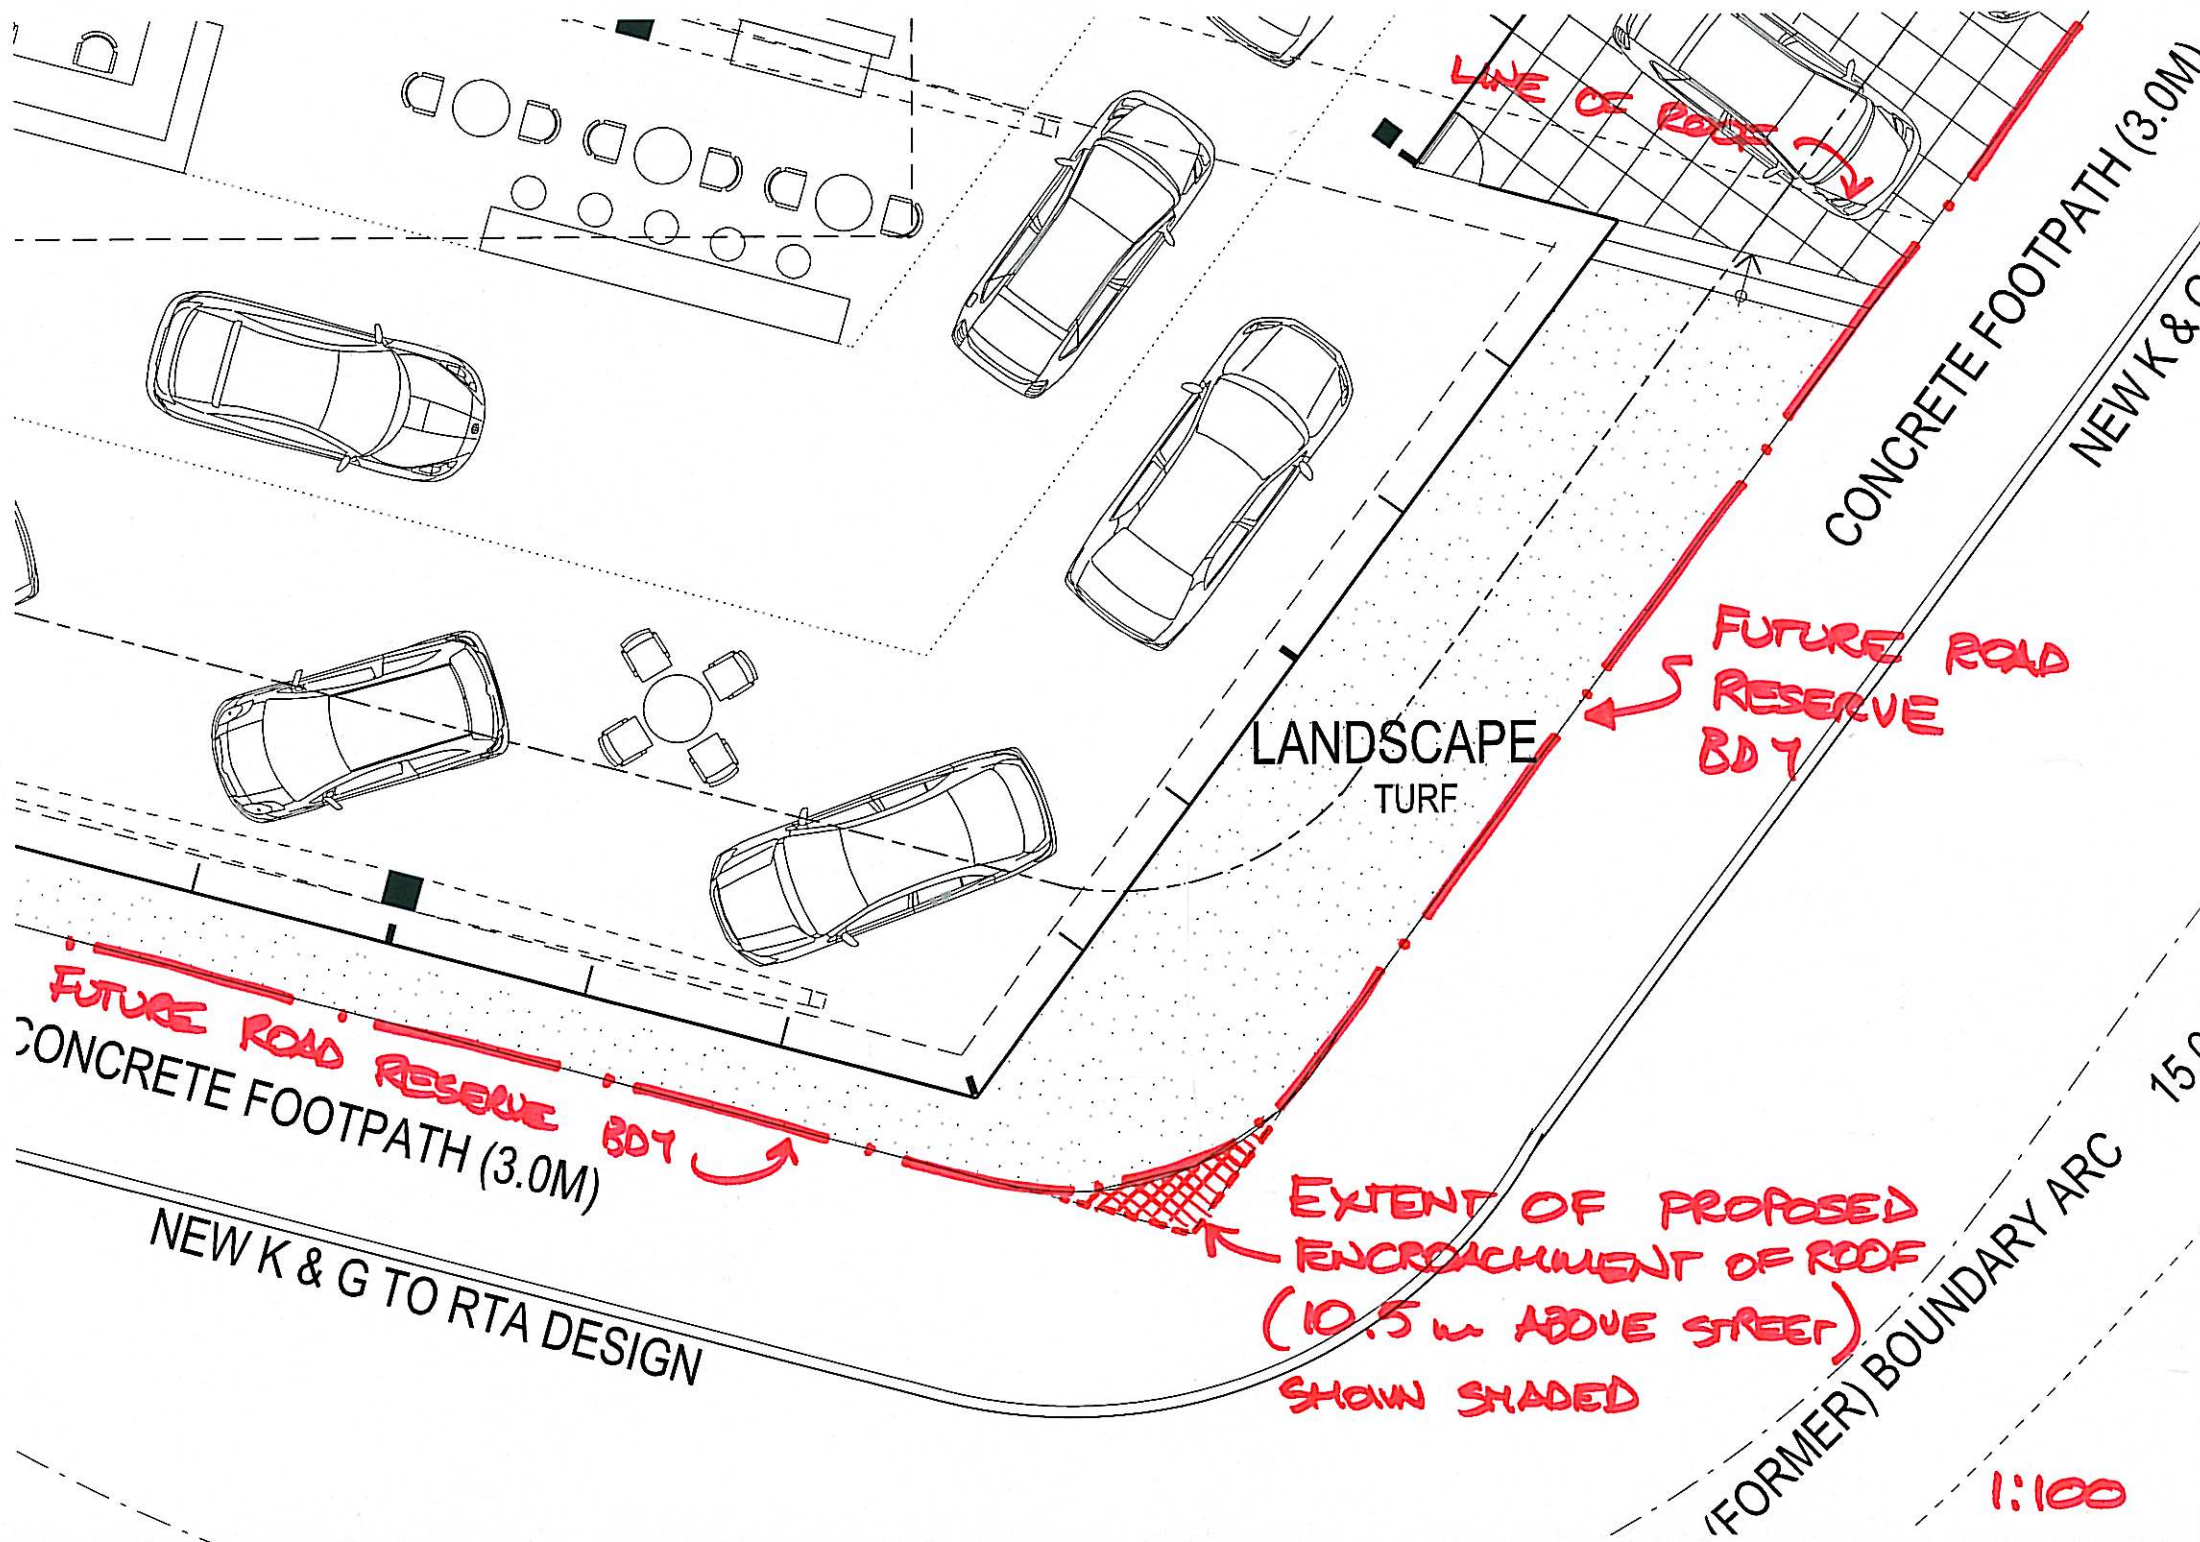 LINE OF ROOF
CONCRETE FOOTPATH (3.0M)
NEW K & G
FUTURE ROAD
RESERVE
BDY
LANDSCAPE
TURF
FUTURE ROAD RESERVE BDY
CONCRETE FOOTPATH (3.0M)
NEW K & G TO RTA DESIGN
EXTENT OF PROPOSED
ENCROACHMENT OF ROOF
(10.5 m ABOVE STREET)
SHOWN SHADED
(FORMER) BOUNDARY ARC 15.0
1:100